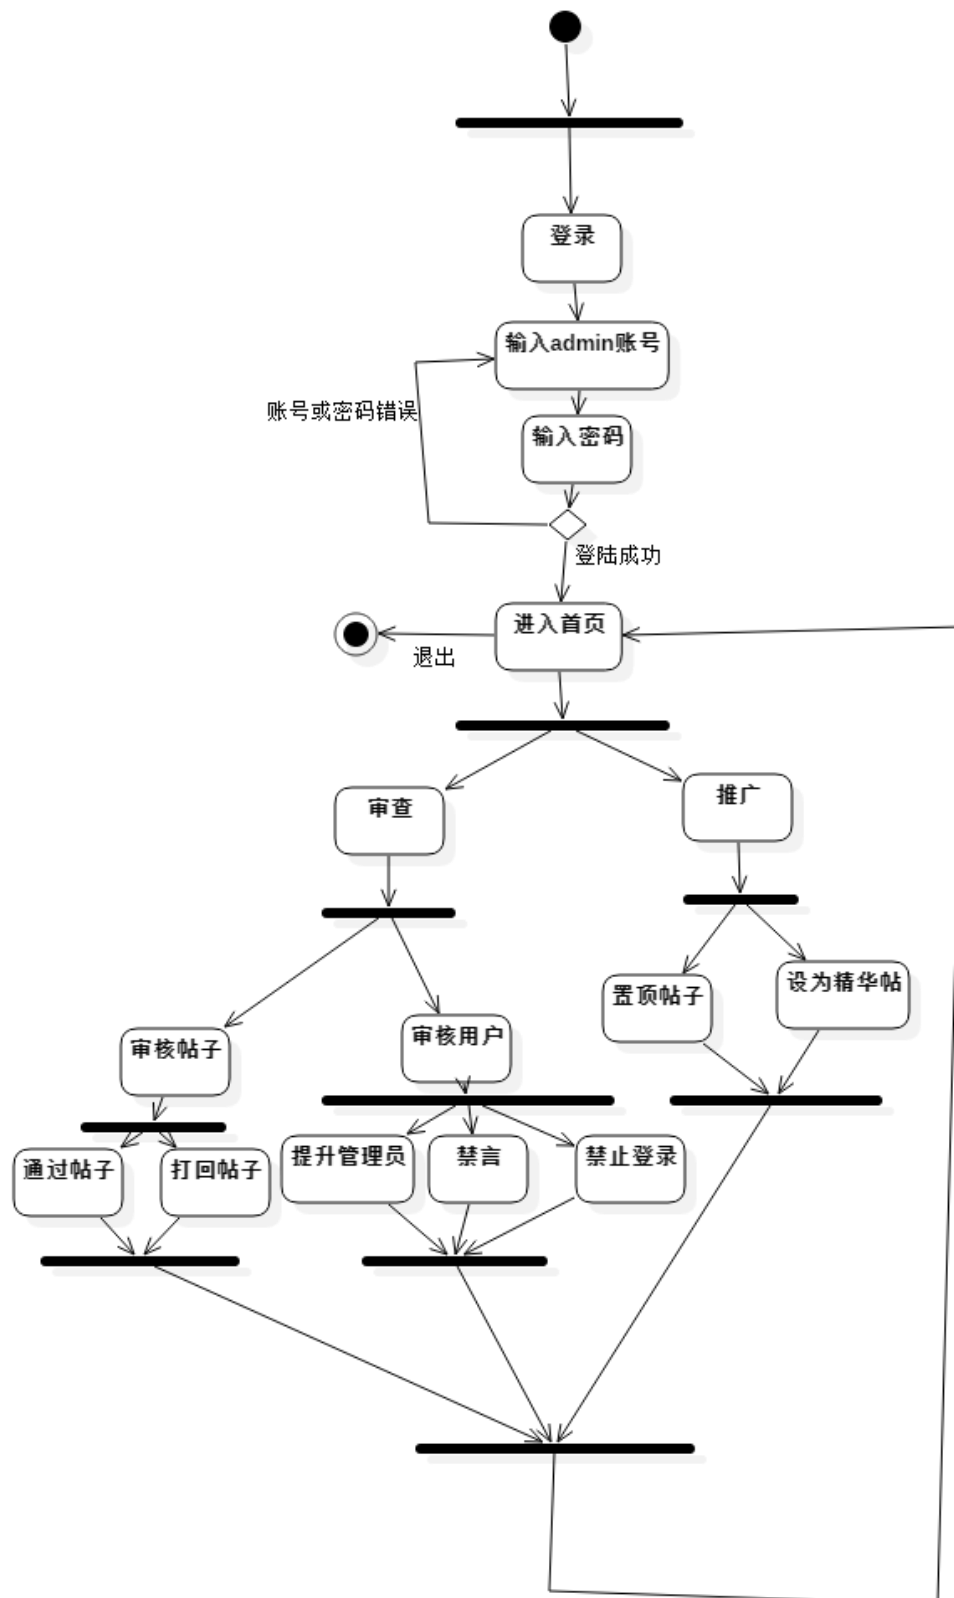 登录
输入admin账号
账号或密码错误
输入密码
登陆成功
进入首页
退出
审查
推广
置顶帖子
设为精华帖
审核帖子
审核用户
通过帖子
打回帖子
提升管理员
禁言
禁止登录